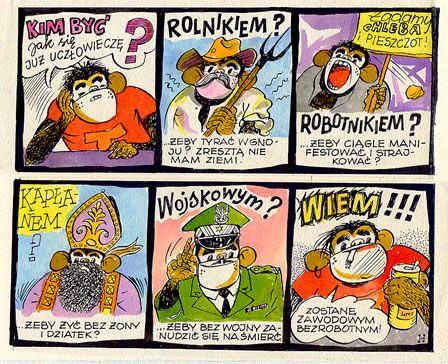 KIM BYĆ
jak się
JUŻ UCZŁOWIECZĘ
?
ROLNIKIEM?
...ŻEBY TYRAĆ W GNO-
JU? ZRESZTĄ NIE
MAM ZIEMI.
Żądamy
CHLEBA
i PIESZCZOT!
ROBOTNIKIEM?
...ŻEBY CIĄGLE MANI-
FESTOWAĆ I STRAJ-
KOWAĆ?
KAPŁA-
NEM
?
...ŻEBY ŻYĆ BEZ ŻONY
I DZIATEK?
WOJSKOWYM?
...ŻEBY BEZ WOJNY ZA-
NUDZIĆ SIĘ NA ŚMIERĆ
WIEM!!!
ZOSTANĘ
ZAWODOWYM
BEZROBOTNYM!